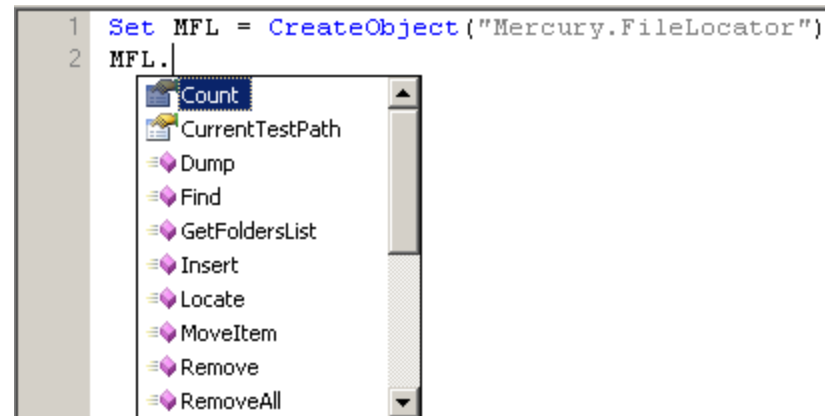 1 Set MFL = CreateObject("Mercury.FileLocator")
2 MFL.
Count
CurrentTestPath
Dump
Find
GetFoldersList
Insert
Locate
MoveItem
Remove
RemoveAll